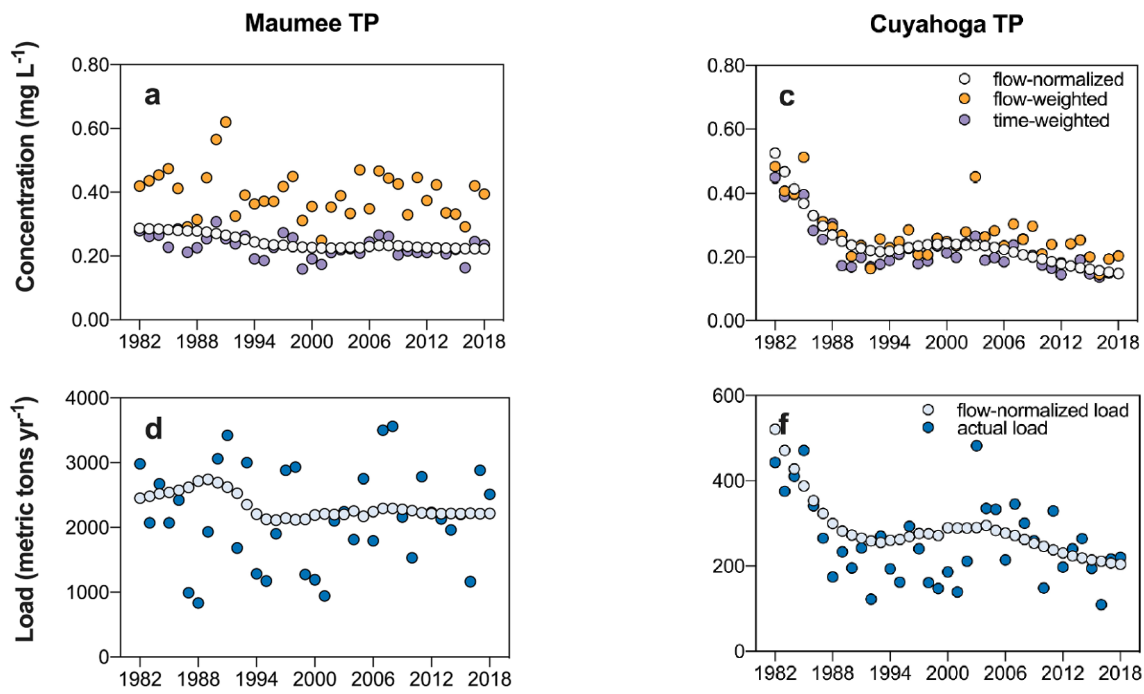 Maumee TP
Cuyahoga TP
Concentration (mg L⁻¹)
a
0.80
0.60
0.40
0.20
0.00
1982 1988 1994 2000 2006 2012 2018
c
flow-normalized
flow-weighted
time-weighted
0.80
0.60
0.40
0.20
0.00
1982 1988 1994 2000 2006 2012 2018
Load (metric tons yr⁻¹)
d
4000
3000
2000
1000
0
1982 1988 1994 2000 2006 2012 2018
f
flow-normalized load
actual load
600
400
200
0
1982 1988 1994 2000 2006 2012 2018